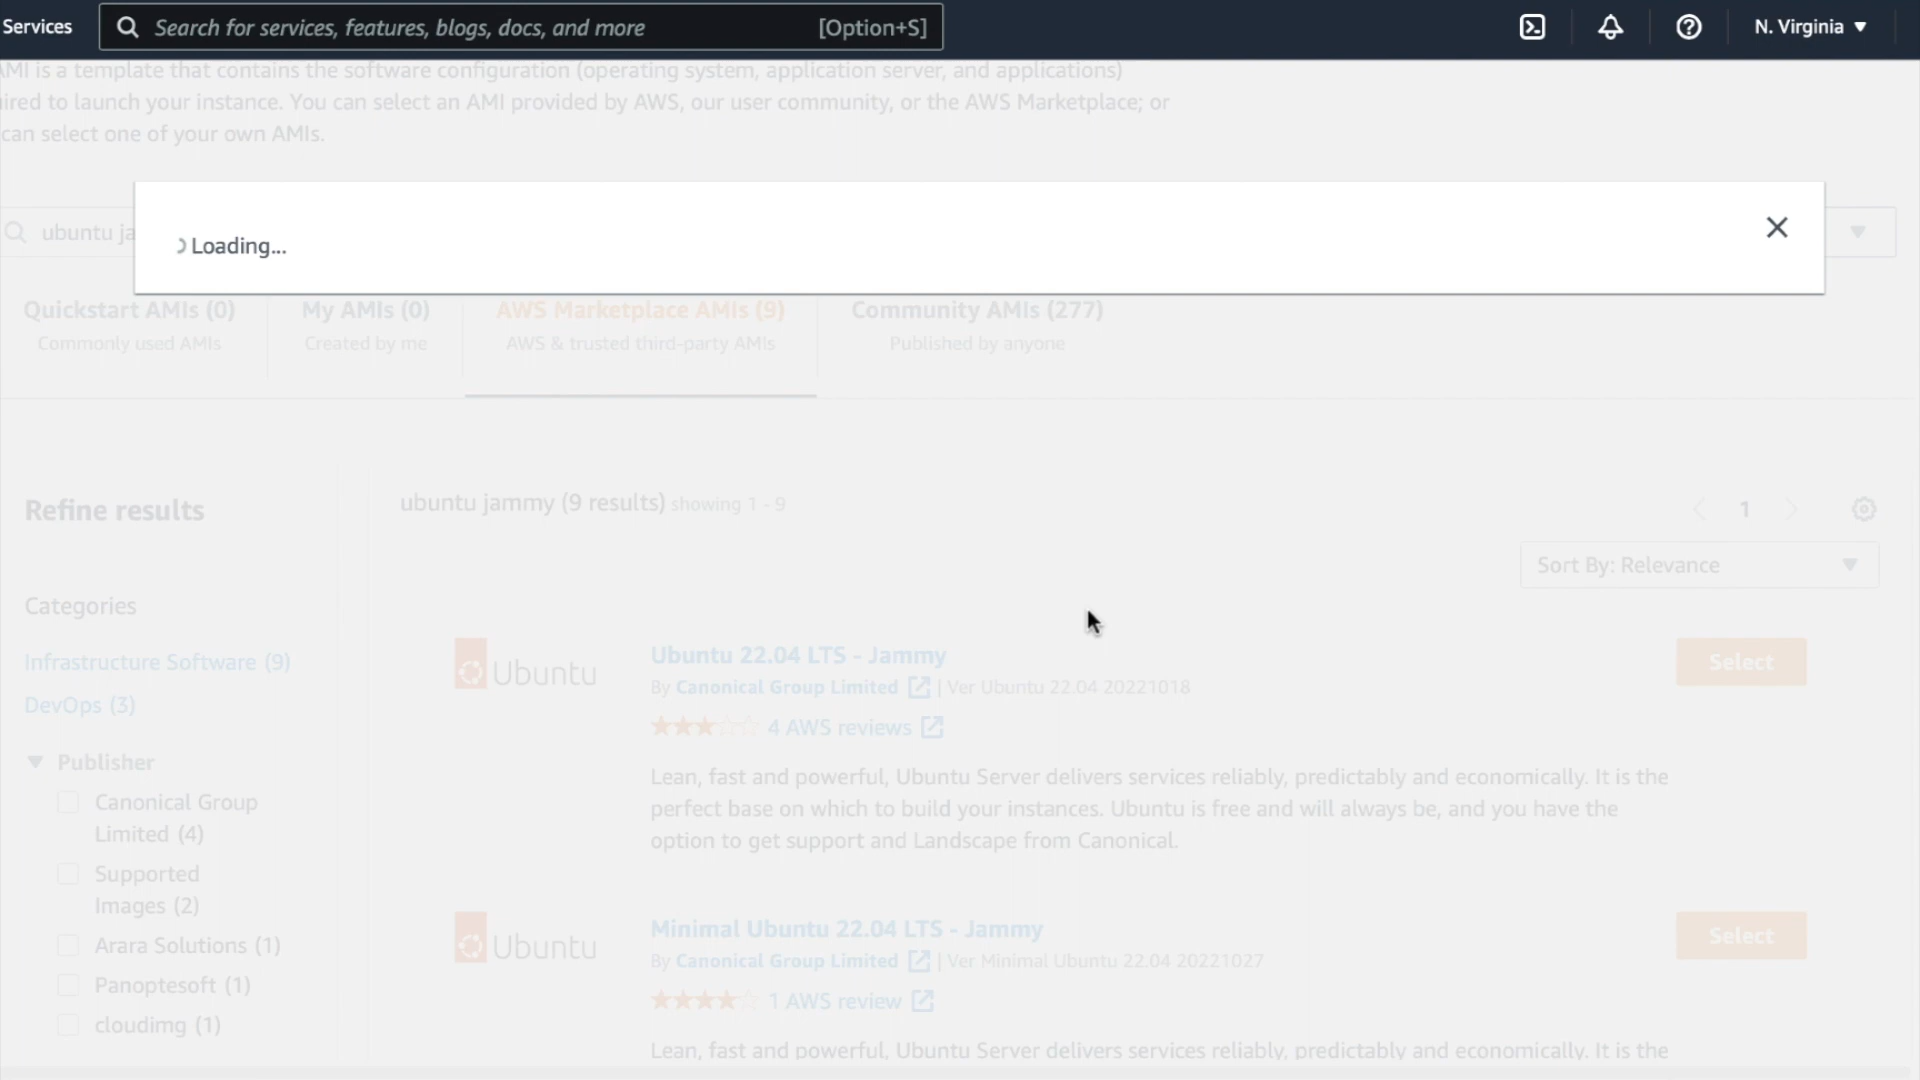 Services
Search for services, features, blogs, docs, and more
[Option+S]
N. Virginia
AMI is a template that contains the software configuration (operating system, application server, and applications)
ired to launch your instance. You can select an AMI provided by AWS, our user community, or the AWS Marketplace; or
can select one of your own AMIs.
Loading...
ubuntu ja
Quickstart AMIs (0)
Commonly used AMIs
My AMIs (0)
Created by me
AWS Marketplace AMIs (9)
AWS & trusted third-party AMIs
Community AMIs (277)
Published by anyone
Refine results
Categories
Infrastructure Software (9)
DevOps (3)
Publisher
Canonical Group
Limited (4)
Supported
Images (2)
Arara Solutions (1)
Panoptesoft (1)
cloudimg (1)
ubuntu jammy (9 results) showing 1 - 9
1
Sort By: Relevance
Ubuntu
Ubuntu 22.04 LTS - Jammy
By Canonical Group Limited | Ver Ubuntu 22.04 20221018
4 AWS reviews
Lean, fast and powerful, Ubuntu Server delivers services reliably, predictably and economically. It is the
perfect base on which to build your instances. Ubuntu is free and will always be, and you have the
option to get support and Landscape from Canonical.
Select
Ubuntu
Minimal Ubuntu 22.04 LTS - Jammy
By Canonical Group Limited | Ver Minimal Ubuntu 22.04 20221027
1 AWS review
Lean, fast and powerful, Ubuntu Server delivers services reliably, predictably and economically. It is the
Select